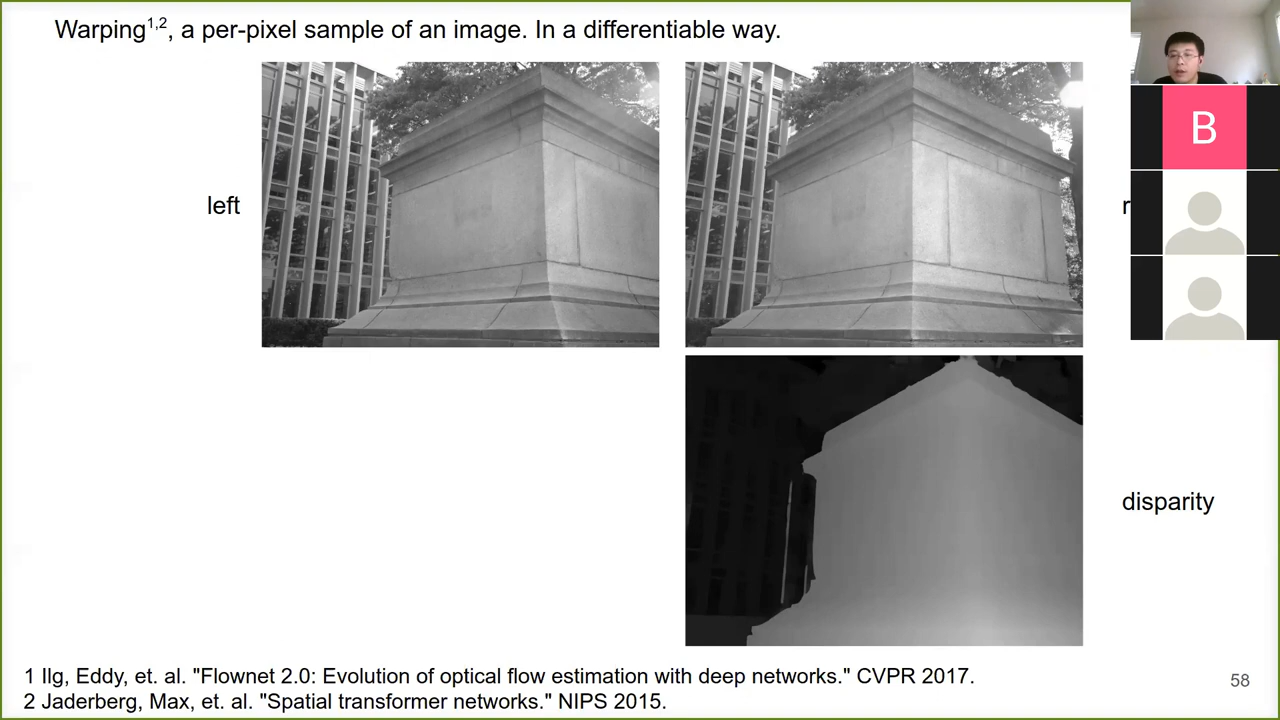 Warping1,2, a per-pixel sample of an image. In a differentiable way.
B
left
r
disparity
1 Ilg, Eddy, et. al. "Flownet 2.0: Evolution of optical flow estimation with deep networks." CVPR 2017.
2 Jaderberg, Max, et. al. "Spatial transformer networks." NIPS 2015.
58